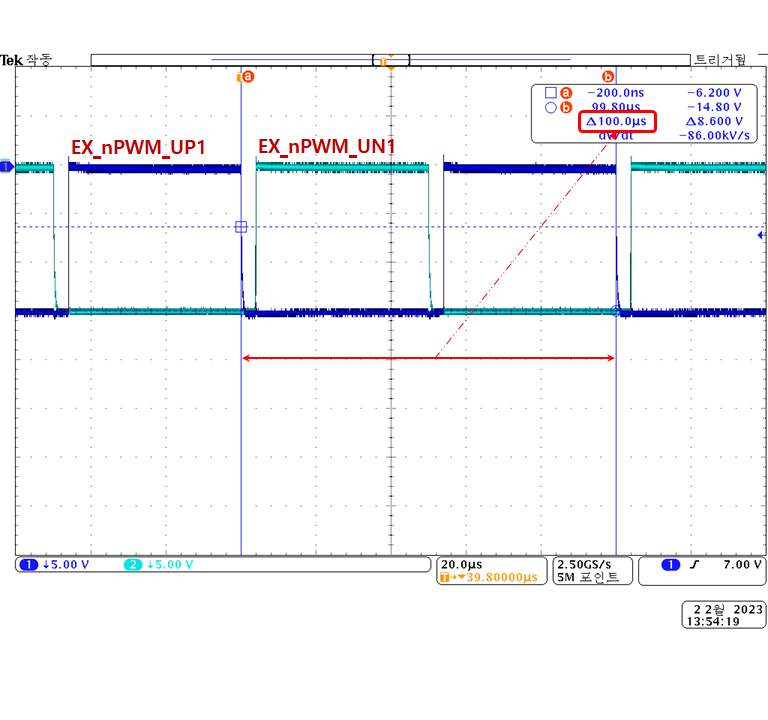 Tek 작동
트리거됨
a
b
a -200.0ns -6.200 V
b 99.80µs -14.80 V
Δ100.0µs Δ8.600 V
dv/dt -86.00kV/s
EX_nPWM_UP1
EX_nPWM_UN1
1
1 ↓5.00 V
2 ↓5.00 V
20.0µs
T→▼39.80000µs
2.50GS/s
5M 포인트
1 7.00 V
2 2월 2023
13:54:19